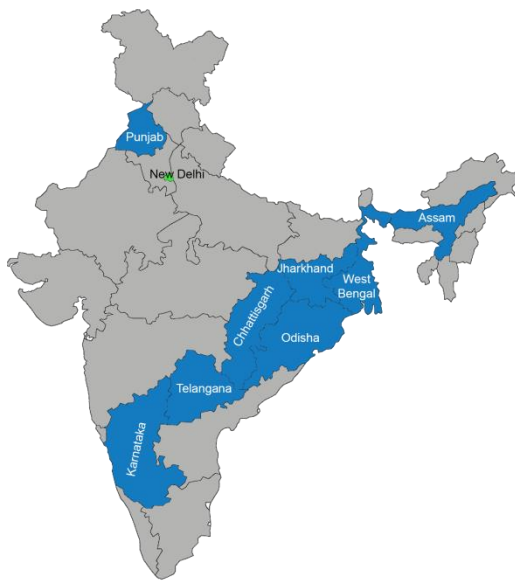 Punjab
New Delhi
Assam
Jharkhand
West
Bengal
Chhattisgarh
Odisha
Telangana
Karnataka